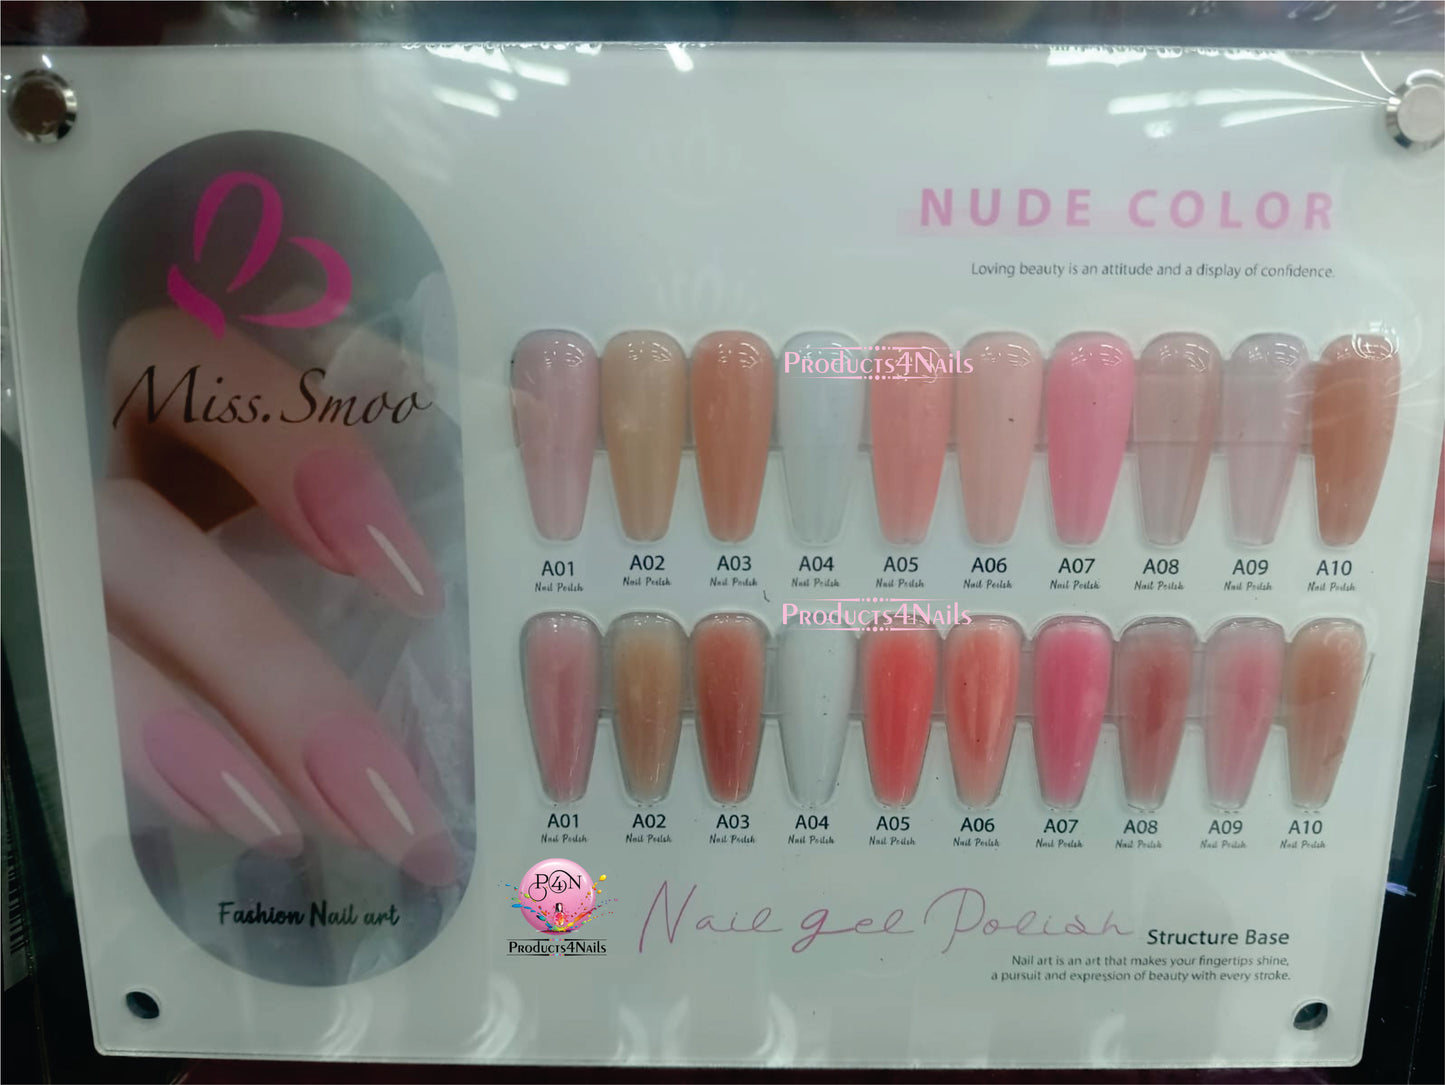 Miss.Smoo
Fashion Nail art
NUDE COLOR
Loving beauty is an attitude and a display of confidence.
Products4Nails
A01 A02 A03 A04 A05 A06 A07 A08 A09 A10
Nail Polish Nail Polish Nail Polish Nail Polish Nail Polish Nail Polish Nail Polish Nail Polish Nail Polish Nail Polish
Products4Nails
A01 A02 A03 A04 A05 A06 A07 A08 A09 A10
Nail Polish Nail Polish Nail Polish Nail Polish Nail Polish Nail Polish Nail Polish Nail Polish Nail Polish Nail Polish
P4N
Products4Nails
Nail gel Polish
Structure Base
Nail art is an art that makes your fingertips shine,
a pursuit and expression of beauty with every stroke.